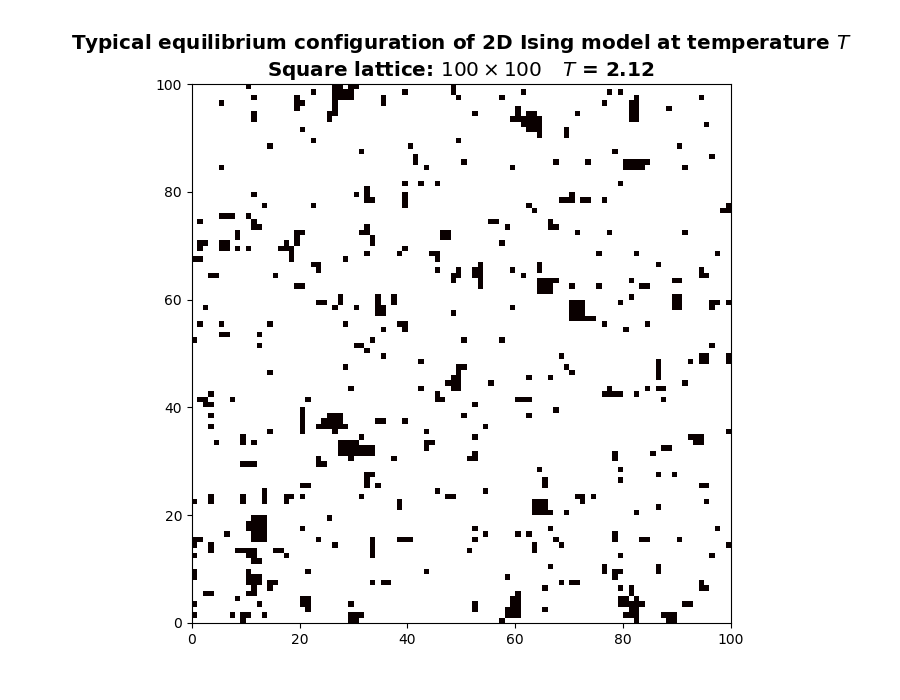 Typical equilibrium configuration of 2D Ising model at temperature T
Square lattice: 100 × 100 T = 2.12
100
80
60
40
20
0
0 20 40 60 80 100